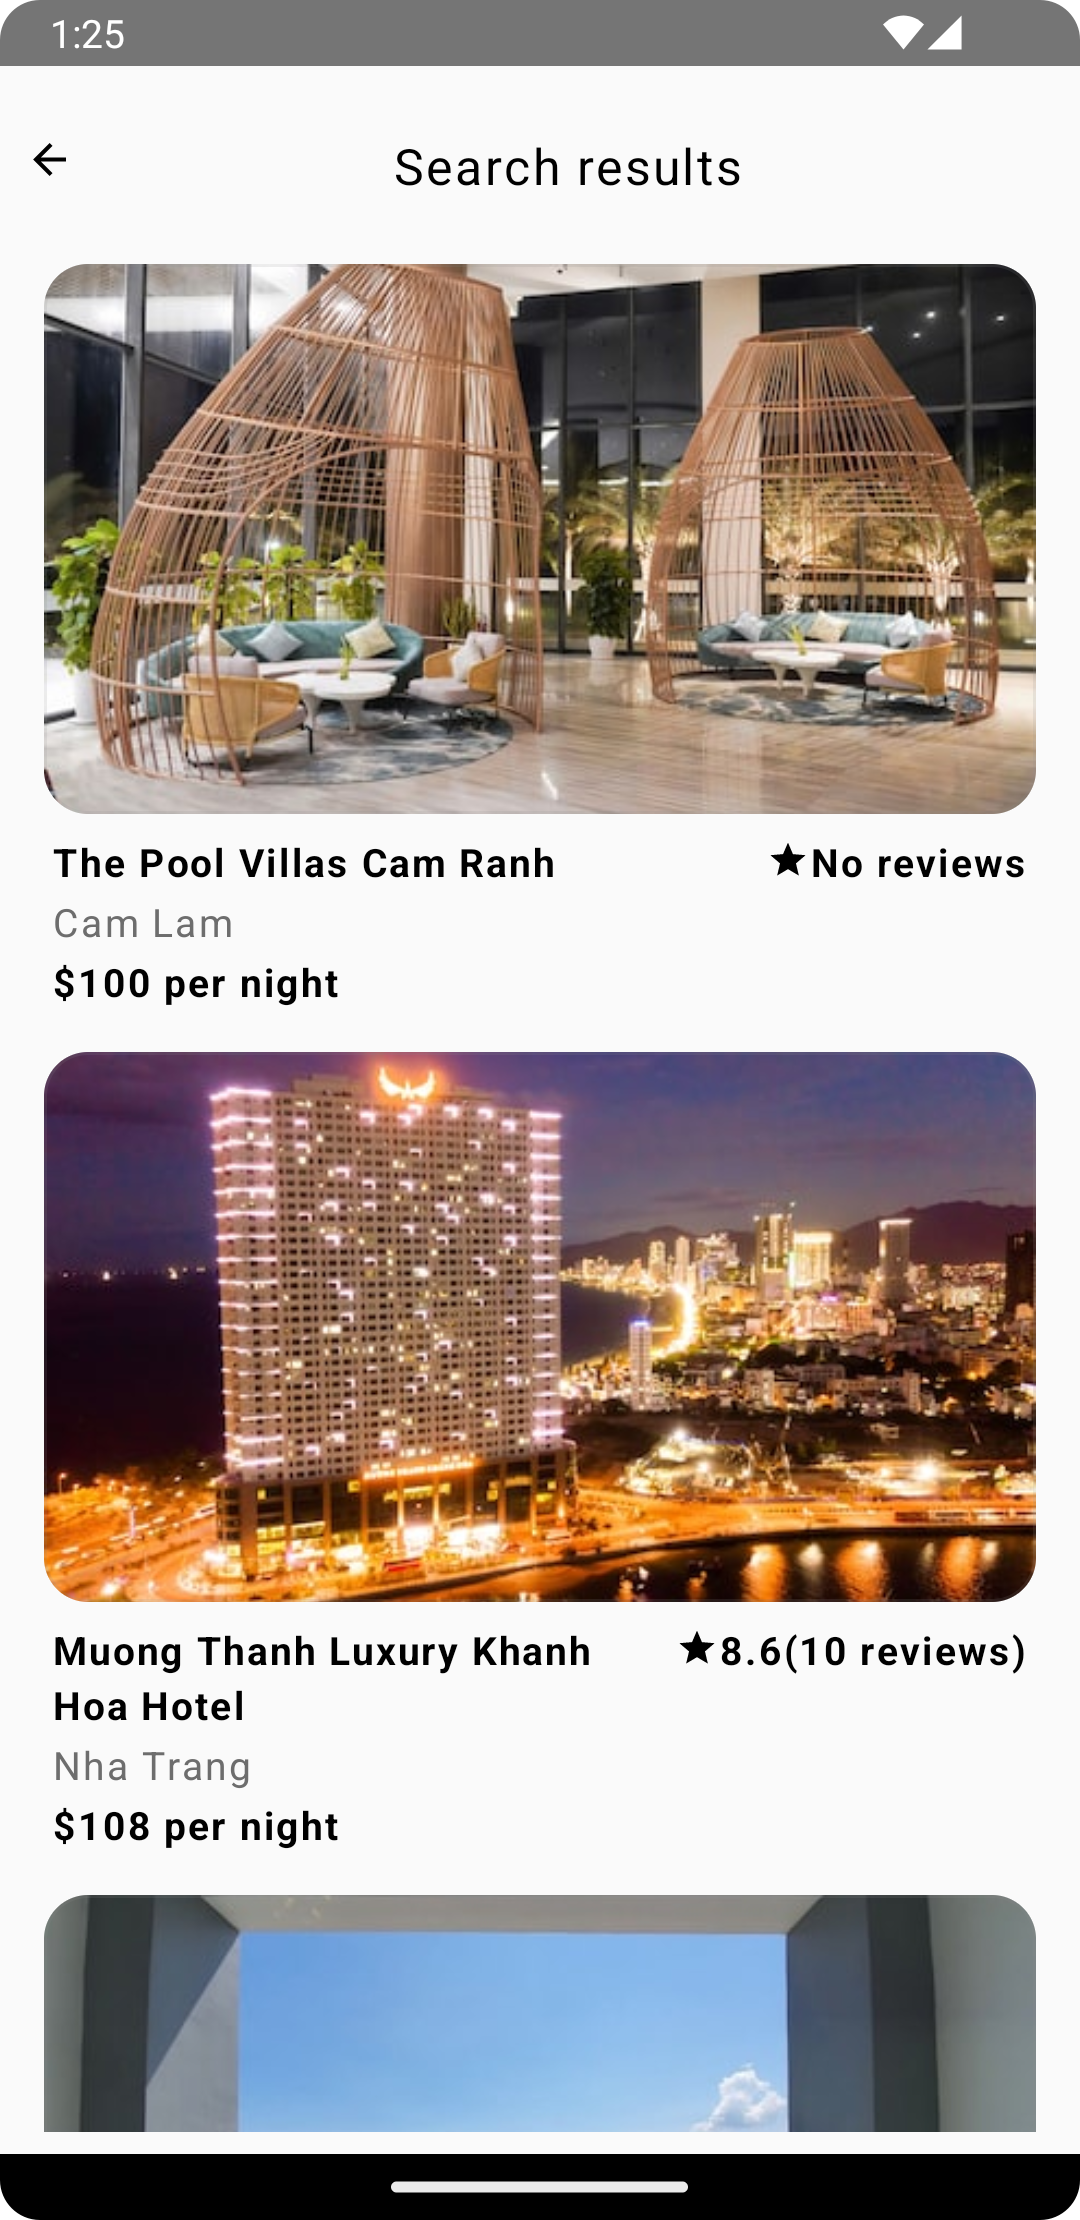 1:25
Search results
The Pool Villas Cam Ranh
No reviews
Cam Lam
$100 per night
Muong Thanh Luxury Khanh
Hoa Hotel
8.6(10 reviews)
Nha Trang
$108 per night